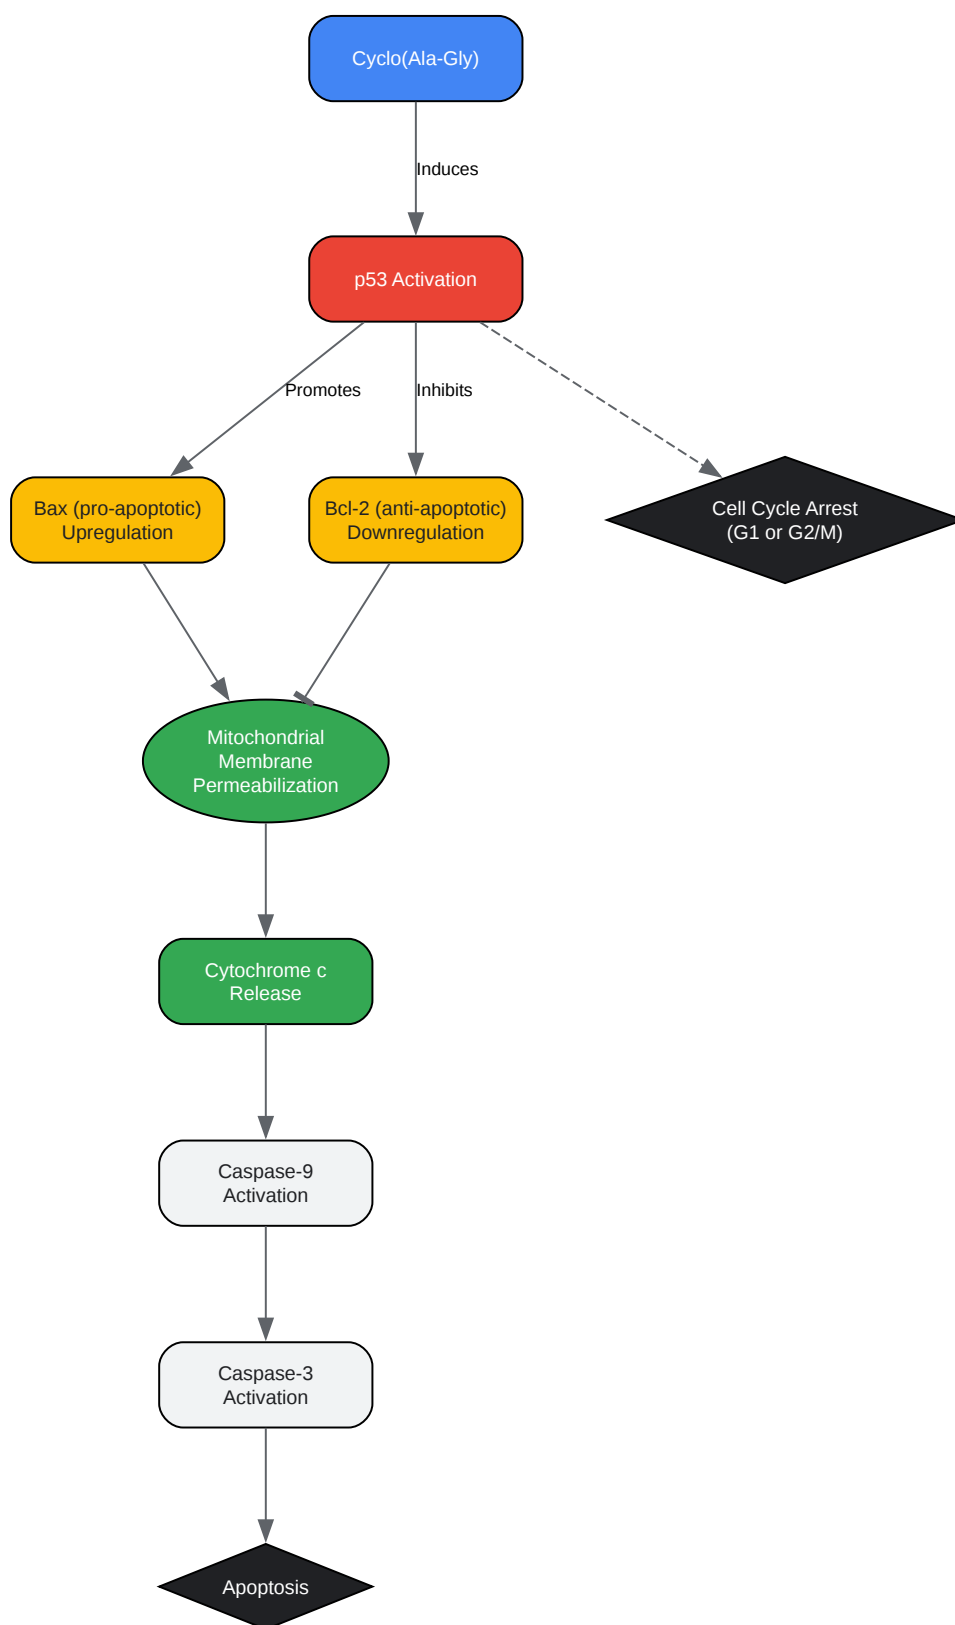 Cyclo(Ala-Gly)
Induces
p53 Activation
Promotes
Inhibits
Bax (pro-apoptotic)
Upregulation
Bcl-2 (anti-apoptotic)
Downregulation
Cell Cycle Arrest
(G1 or G2/M)
Mitochondrial
Membrane
Permeabilization
Cytochrome c
Release
Caspase-9
Activation
Caspase-3
Activation
Apoptosis